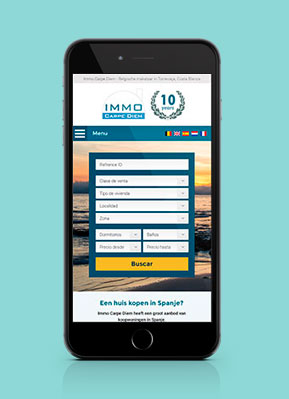 Immo Carpe Diem - Belgische makelaar in Torrevieja, Costa Blanca
IMMO
CARPE DIEM
10
years
Menu
Refrence ID
Clase de venta
Tipo de vivienda
Localidad
Zona
Dormitorios
Baños
Precio desde
Precio hasta
Buscar
Een huis kopen in Spanje?
Immo Carpe Diem heeft een groot aanbod van
koopwoningen in Spanje